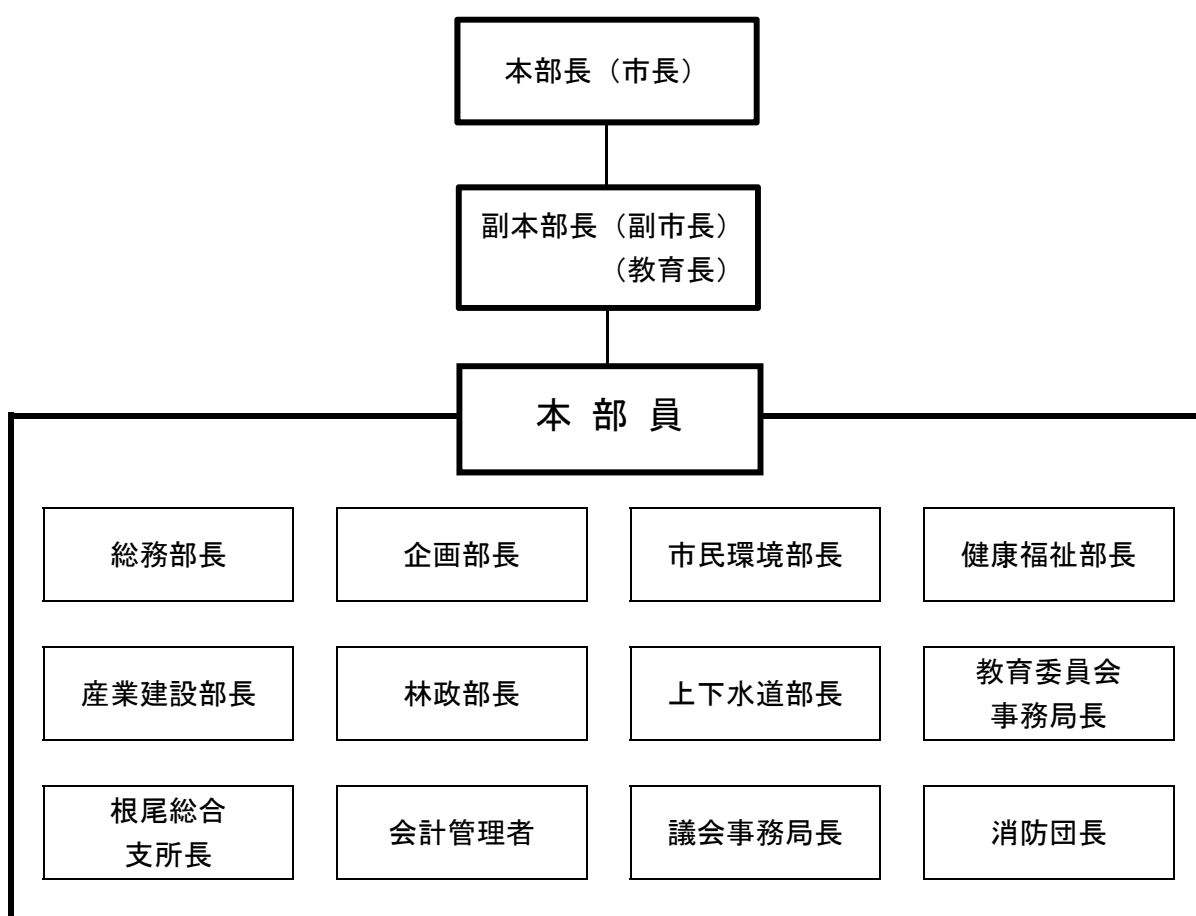 本部長（市長）
副本部長（副市長）
（教育長）
本部員
総務部長
企画部長
市民環境部長
健康福祉部長
産業建設部長
林政部長
上下水道部長
教育委員会
事務局長
根尾総合
支所長
会計管理者
議会事務局長
消防団長